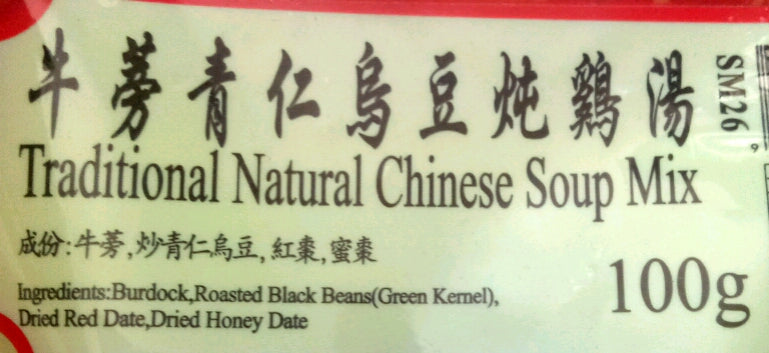 牛蒡青仁烏豆炖鷄湯
SM26
9
Traditional Natural Chinese Soup Mix
成份:牛蒡,炒青仁烏豆,紅棗,蜜棗
Ingredients:Burdock,Roasted Black Beans(Green Kernel),
Dried Red Date,Dried Honey Date
100g